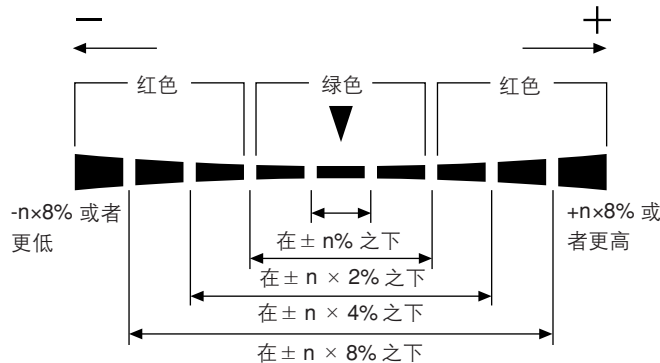 − +
红色 绿色 红色
-n×8% 或者
更低
+n×8% 或
者更高
在± n% 之下
在± n × 2% 之下
在± n × 4% 之下
在± n × 8% 之下